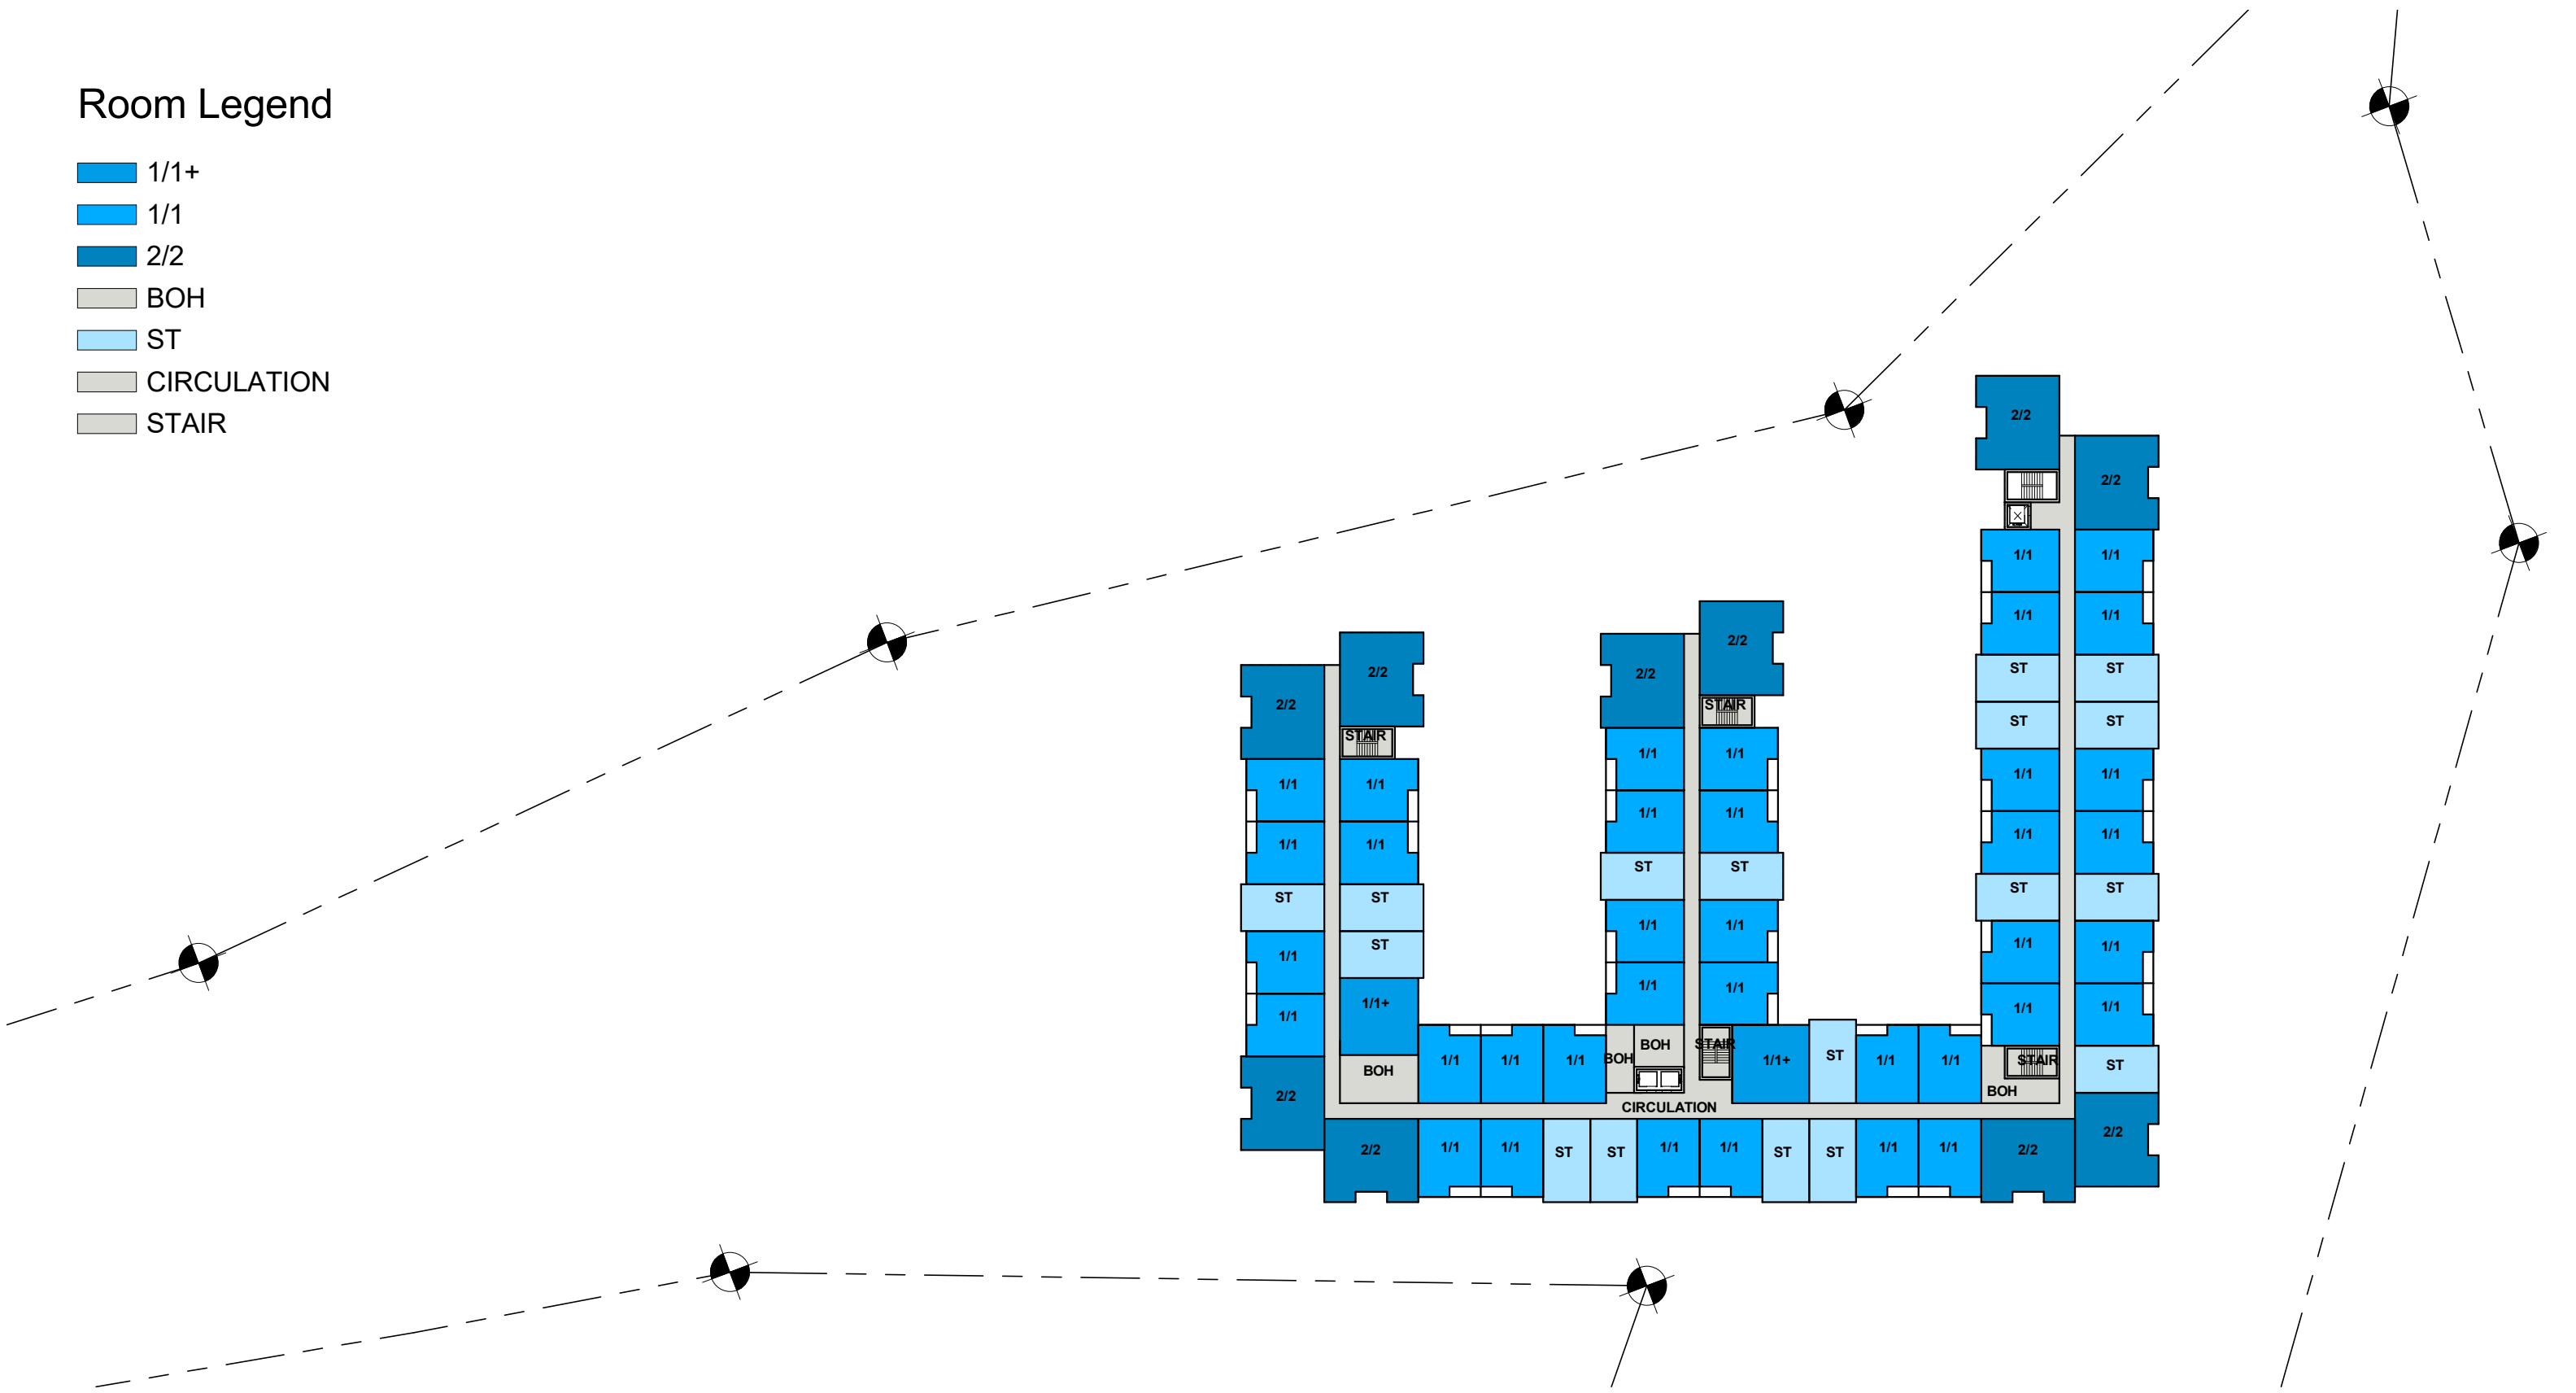 Room Legend
1/1+
1/1
2/2
BOH
ST
CIRCULATION
STAIR
2/2
2/2
1/1 1/1
1/1 1/1
ST ST
ST ST
1/1 1/1
1/1 1/1
ST ST
1/1 1/1
1/1 1/1
STAIR ST
BOH
2/2
2/2
2/2
STAIR
2/2
1/1 1/1
1/1 1/1
ST ST
1/1 1/1
1/1 1/1
2/2
2/2
STAIR
1/1 1/1
1/1 1/1
ST ST
1/1 ST
1/1 1/1+
BOH
2/2
1/1 1/1 1/1 BOH BOH STAIR 1/1+ ST 1/1 1/1
CIRCULATION
2/2 1/1 1/1 ST ST 1/1 1/1 ST ST 1/1 1/1 2/2